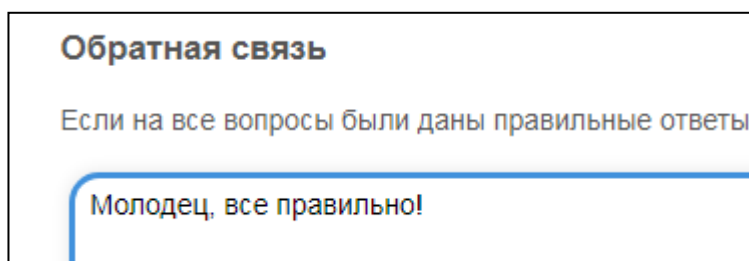 Обратная связь
Если на все вопросы были даны правильные ответы
Молодец, все правильно!